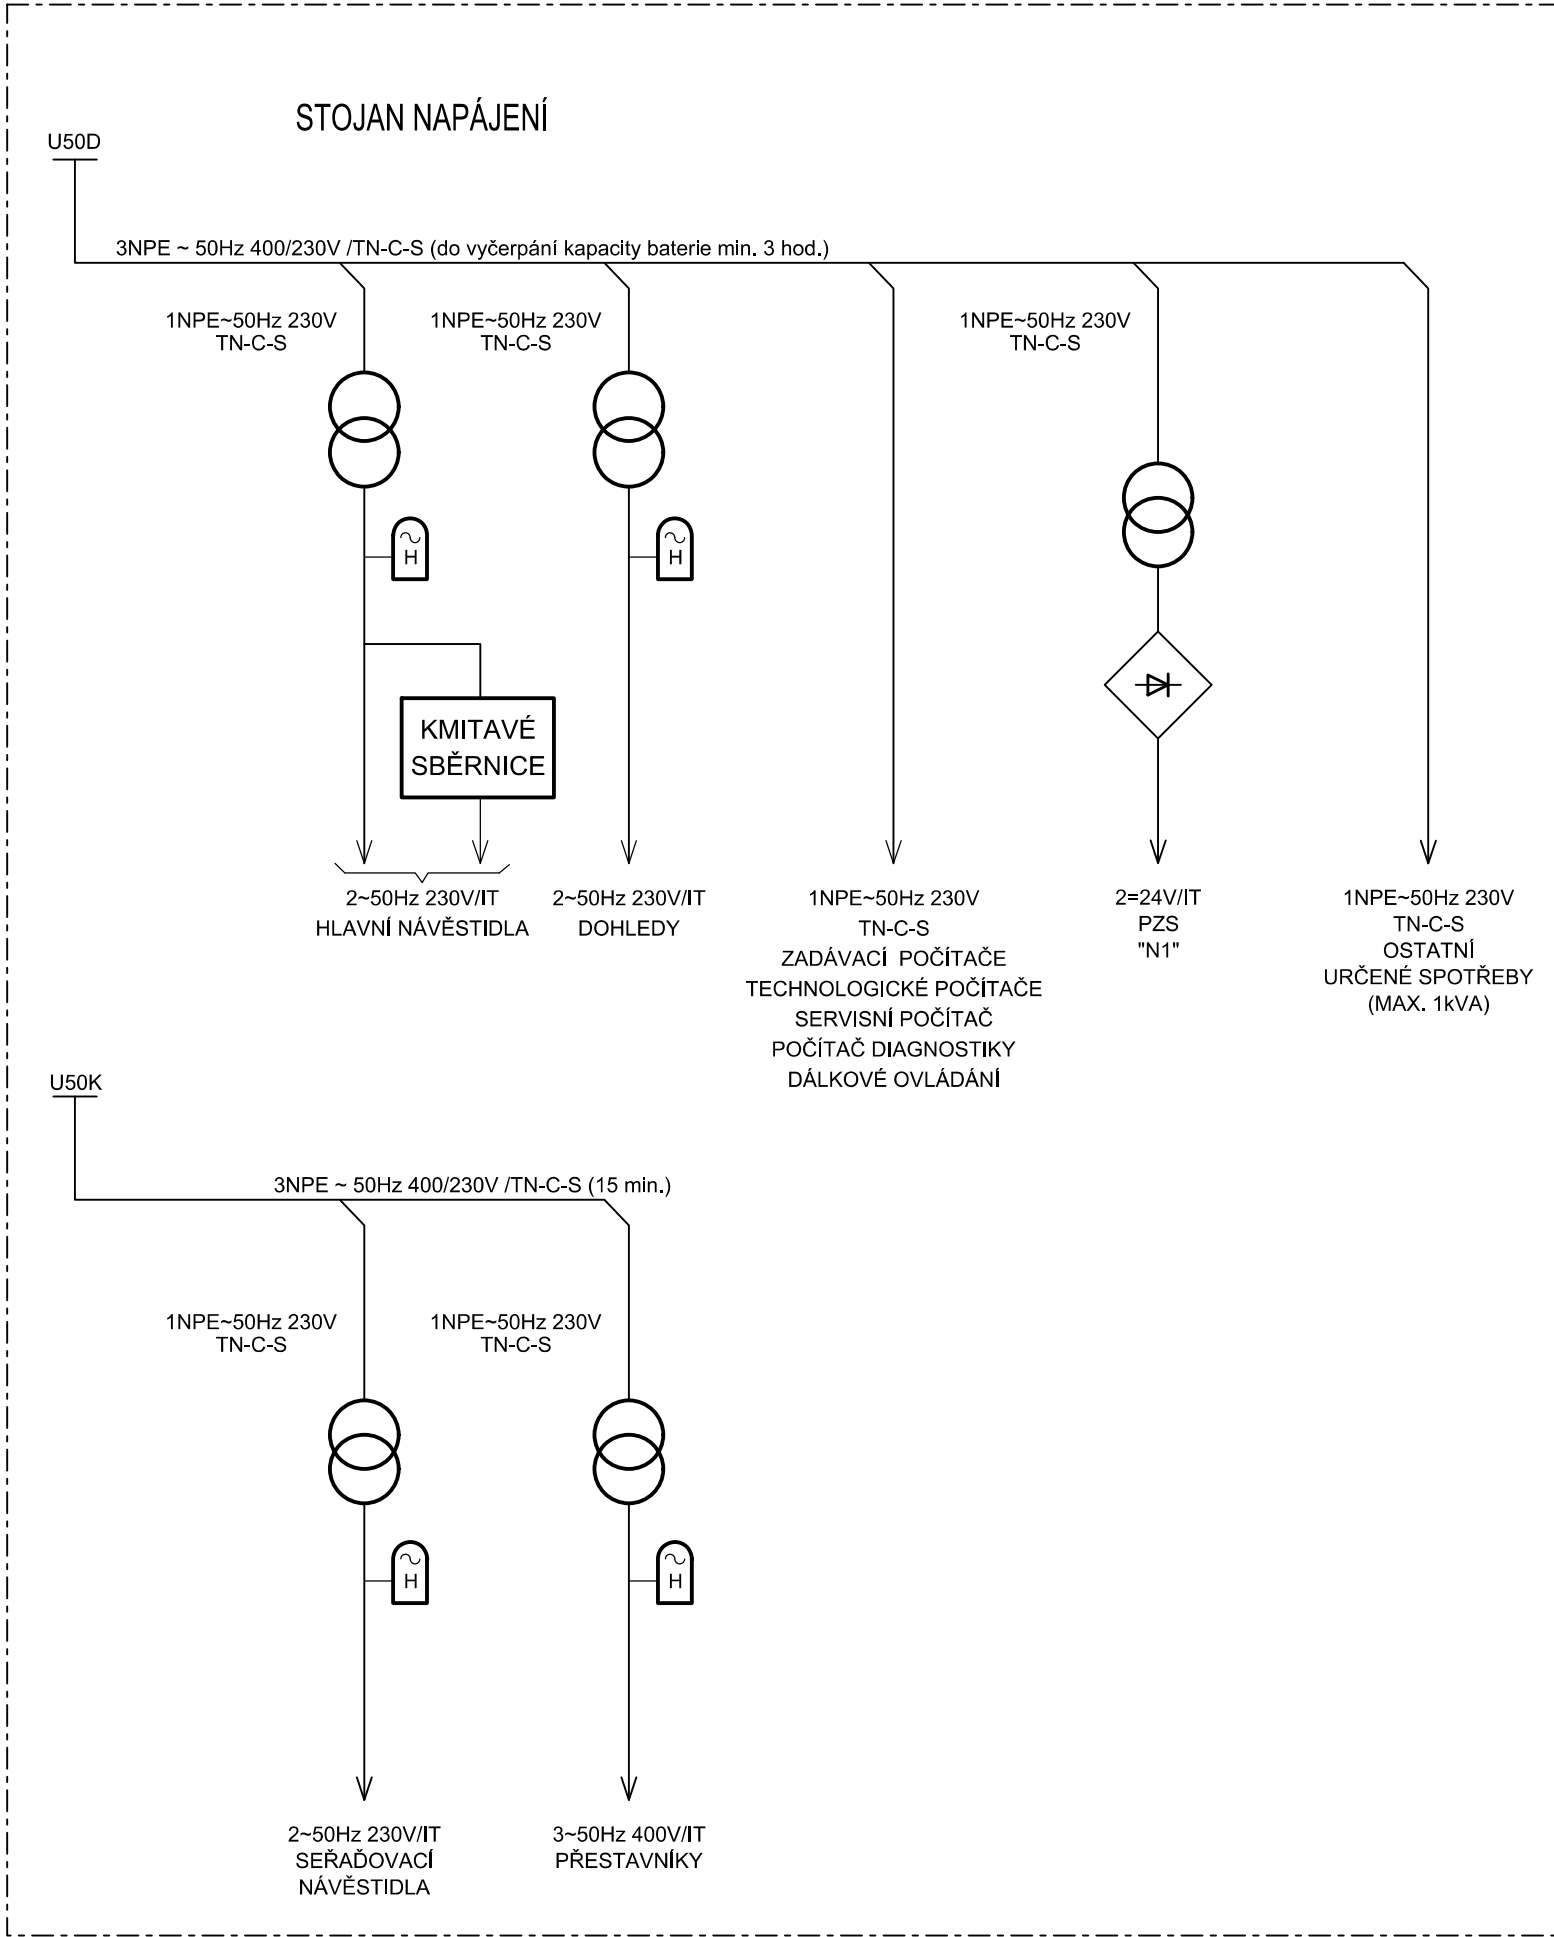 STOJAN NAPÁJENÍ
U50D
3NPE ~ 50Hz 400/230V /TN-C-S (do vyčerpání kapacity baterie min. 3 hod.)
1NPE~50Hz 230V
TN-C-S
1NPE~50Hz 230V
TN-C-S
1NPE~50Hz 230V
TN-C-S
H
H
KMITAVÉ
SBĚRNICE
2~50Hz 230V/IT
HLAVNÍ NÁVĚSTIDLA
2~50Hz 230V/IT
DOHLEDY
1NPE~50Hz 230V
TN-C-S
ZADÁVACÍ POČÍTAČE
TECHNOLOGICKÉ POČÍTAČE
SERVISNÍ POČÍTAČ
POČÍTAČ DIAGNOSTIKY
DÁLKOVÉ OVLÁDÁNÍ
2=24V/IT
PZS
"N1"
1NPE~50Hz 230V
TN-C-S
OSTATNÍ
URČENÉ SPOTŘEBY
(MAX. 1kVA)
U50K
3NPE ~ 50Hz 400/230V /TN-C-S (15 min.)
1NPE~50Hz 230V
TN-C-S
1NPE~50Hz 230V
TN-C-S
H
H
2~50Hz 230V/IT
SEŘAĎOVACÍ
NÁVĚSTIDLA
3~50Hz 400V/IT
PŘESTAVNÍKY